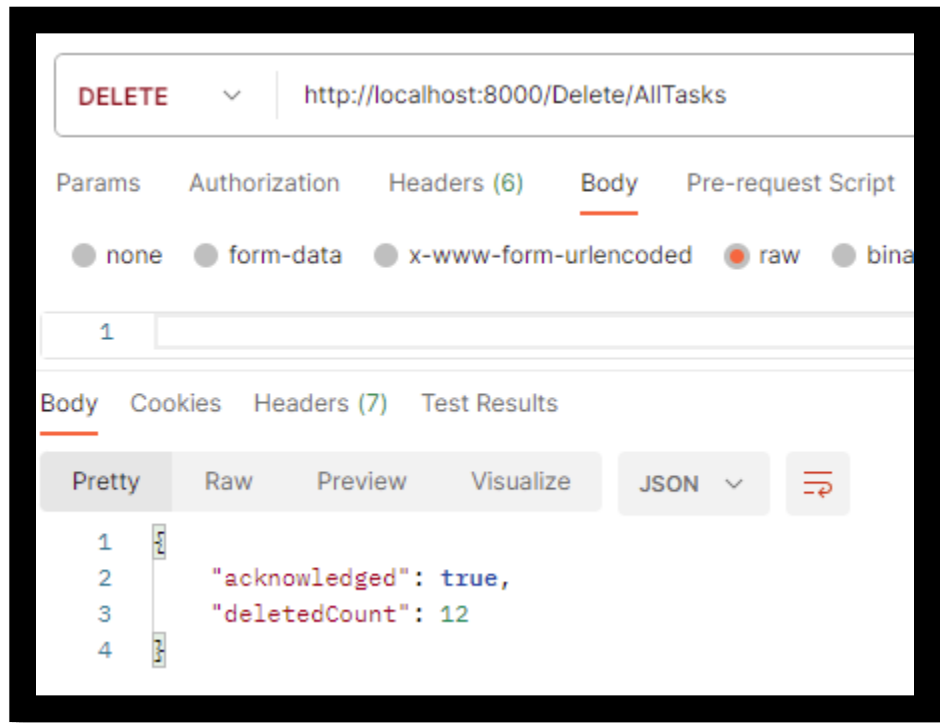 DELETE http://localhost:8000/Delete/AllTasks
Params Authorization Headers (6) Body Pre-request Script
none form-data x-www-form-urlencoded raw bina
1
Body Cookies Headers (7) Test Results
Pretty Raw Preview Visualize JSON
1 {
2 "acknowledged": true,
3 "deletedCount": 12
4 }